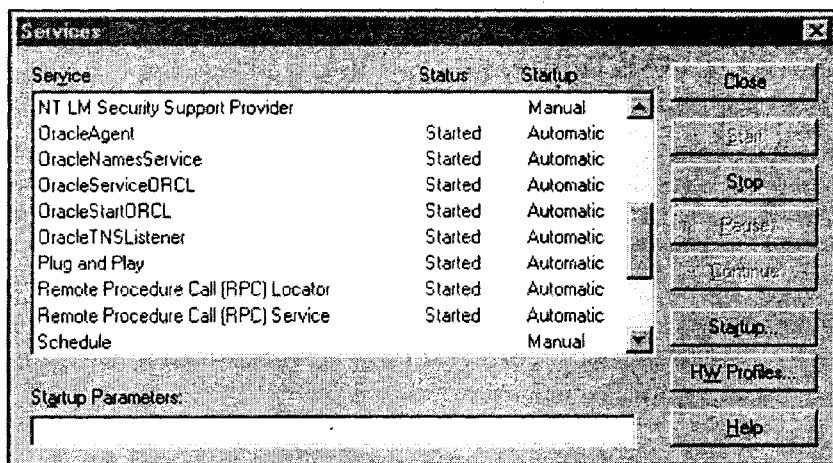 Services
Service Status Startup
NT LM Security Support Provider Manual
OracleAgent Started Automatic
OracleNamesService Started Automatic
OracleServiceORCL Started Automatic
OracleStartORCL Started Automatic
OracleTNSListener Started Automatic
Plug and Play Started Automatic
Remote Procedure Call (RPC) Locator Started Automatic
Remote Procedure Call (RPC) Service Started Automatic
Schedule Manual
Startup Parameters:
Close
Start
Stop
Pause
Continue
Startup...
HW Profiles...
Help